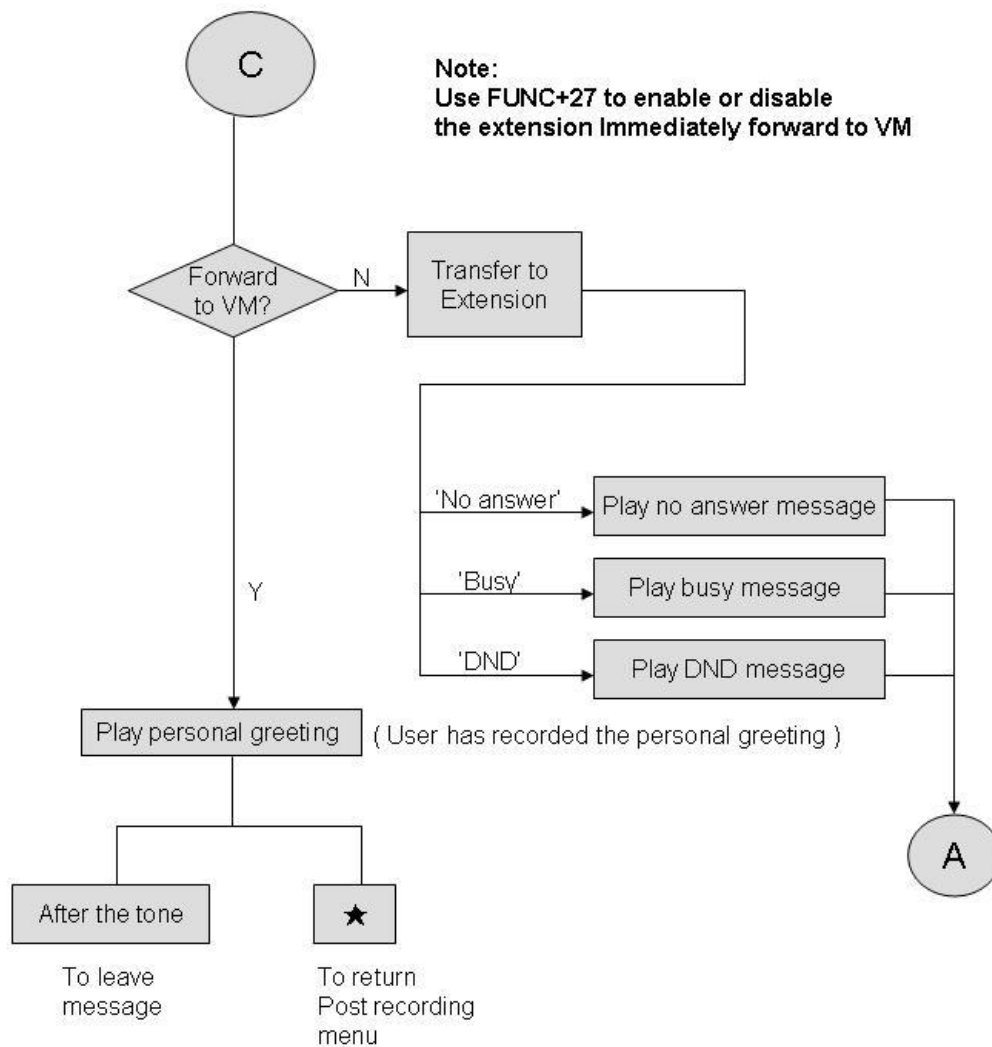 C
Note:
Use FUNC+27 to enable or disable
the extension Immediately forward to VM
Forward
to VM?
N
Transfer to
Extension
'No answer'
Play no answer message
'Busy'
Play busy message
Y
'DND'
Play DND message
Play personal greeting
( User has recorded the personal greeting )
A
After the tone
★
To leave
message
To return
Post recording
menu